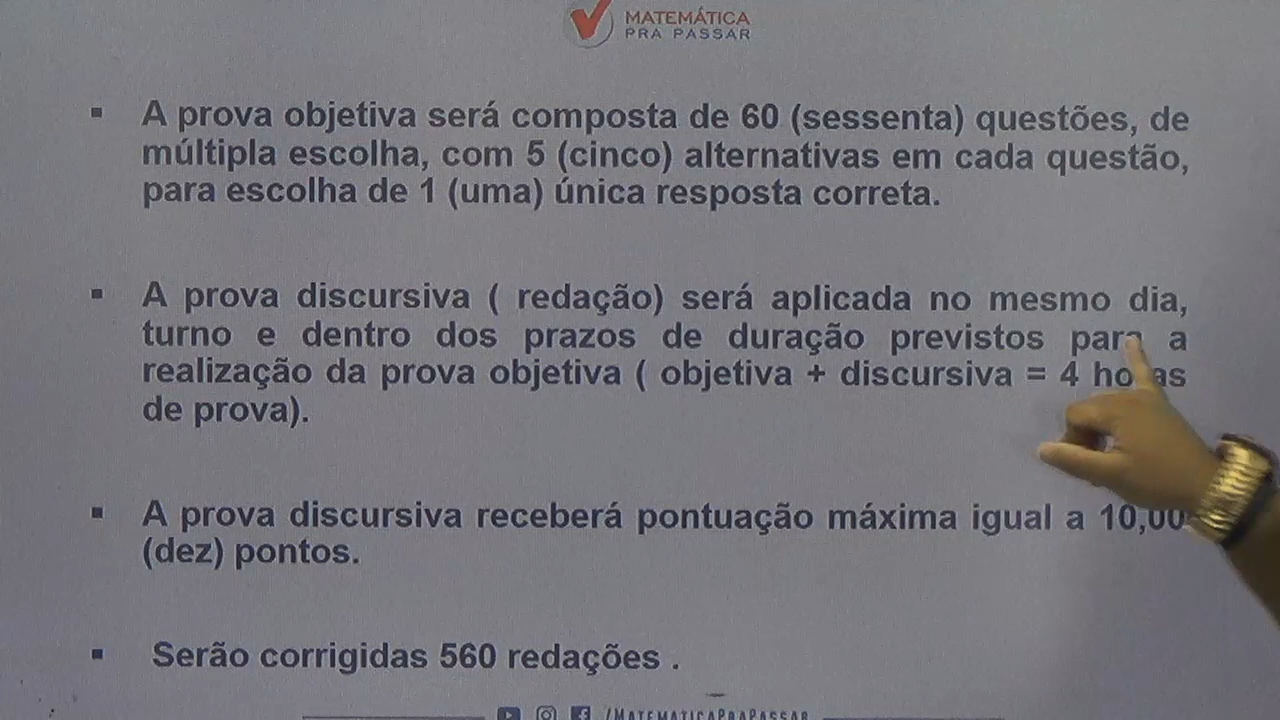 MATEMÁTICA
PRA PASSAR
▪ A prova objetiva será composta de 60 (sessenta) questões, de
múltipla escolha, com 5 (cinco) alternativas em cada questão,
para escolha de 1 (uma) única resposta correta.
▪ A prova discursiva ( redação) será aplicada no mesmo dia,
turno e dentro dos prazos de duração previstos para a
realização da prova objetiva ( objetiva + discursiva = 4 horas
de prova).
▪ A prova discursiva receberá pontuação máxima igual a 10,00
(dez) pontos.
▪ Serão corrigidas 560 redações .
/MATEMATICAPRAPASSAR